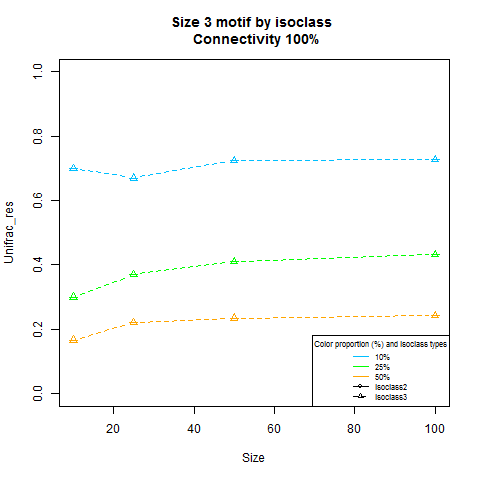 Size 3 motif by isoclass
Connectivity 100%
1.0
0.8
0.6
0.4
0.2
0.0
Unifrac_res
Color proportion (%) and Isoclass types
10%
25%
50%
Isoclass2
Isoclass3
20
40
60
80
100
Size